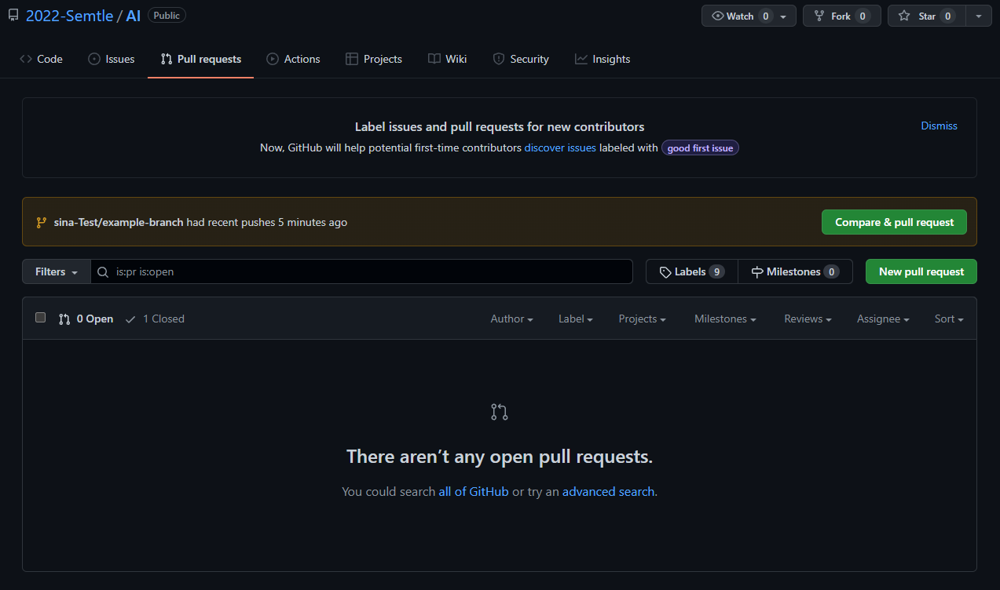 2022-Semtle / AI Public Watch 0 Fork 0 Star 0
Code Issues Pull requests Actions Projects Wiki Security Insights
Label issues and pull requests for new contributors
Dismiss
Now, GitHub will help potential first-time contributors discover issues labeled with good first issue
sina-Test/example-branch had recent pushes 5 minutes ago Compare & pull request
Filters is:pr is:open Labels 9 Milestones 0 New pull request
0 Open 1 Closed Author Label Projects Milestones Reviews Assignee Sort
There aren’t any open pull requests.
You could search all of GitHub or try an advanced search.